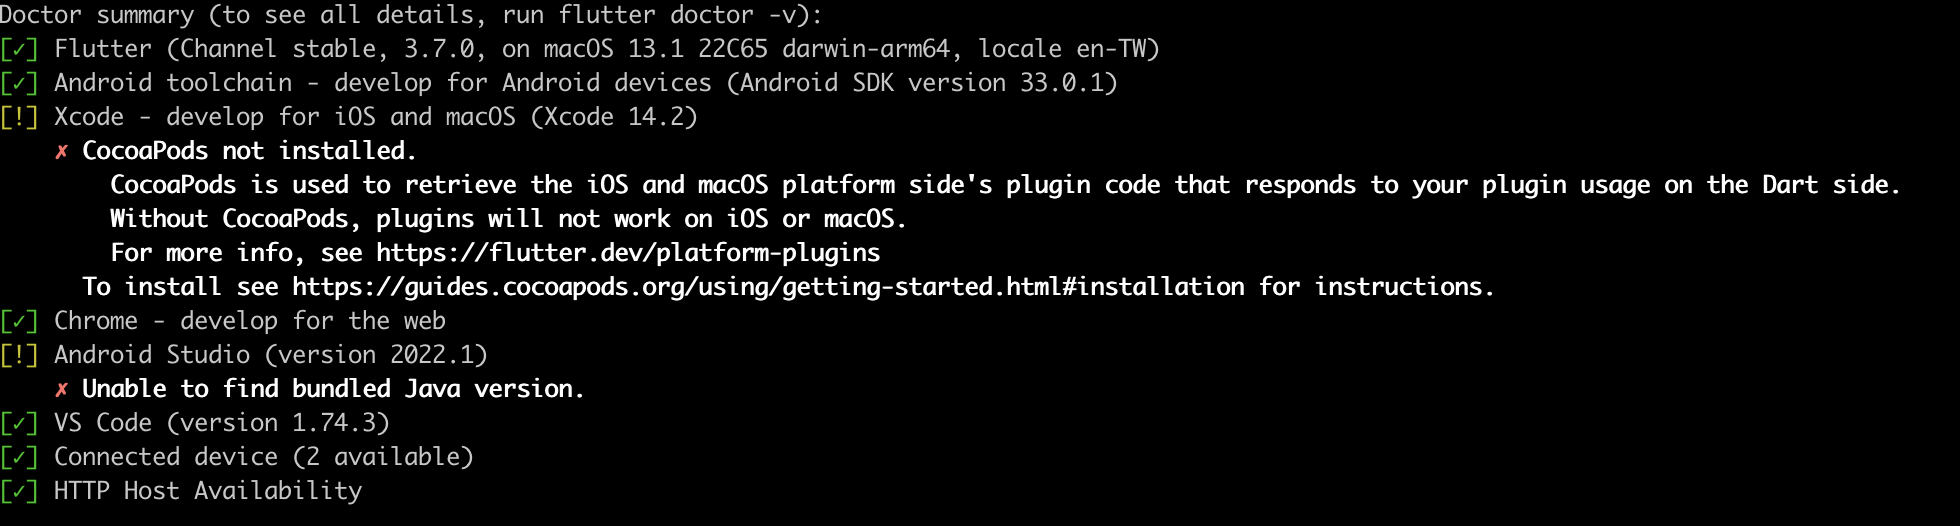 Doctor summary (to see all details, run flutter doctor -v):
[✓] Flutter (Channel stable, 3.7.0, on macOS 13.1 22C65 darwin-arm64, locale en-TW)
[✓] Android toolchain - develop for Android devices (Android SDK version 33.0.1)
[!] Xcode - develop for iOS and macOS (Xcode 14.2)
    ✗ CocoaPods not installed.
        CocoaPods is used to retrieve the iOS and macOS platform side's plugin code that responds to your plugin usage on the Dart side.
        Without CocoaPods, plugins will not work on iOS or macOS.
        For more info, see https://flutter.dev/platform-plugins
      To install see https://guides.cocoapods.org/using/getting-started.html#installation for instructions.
[✓] Chrome - develop for the web
[!] Android Studio (version 2022.1)
    ✗ Unable to find bundled Java version.
[✓] VS Code (version 1.74.3)
[✓] Connected device (2 available)
[✓] HTTP Host Availability